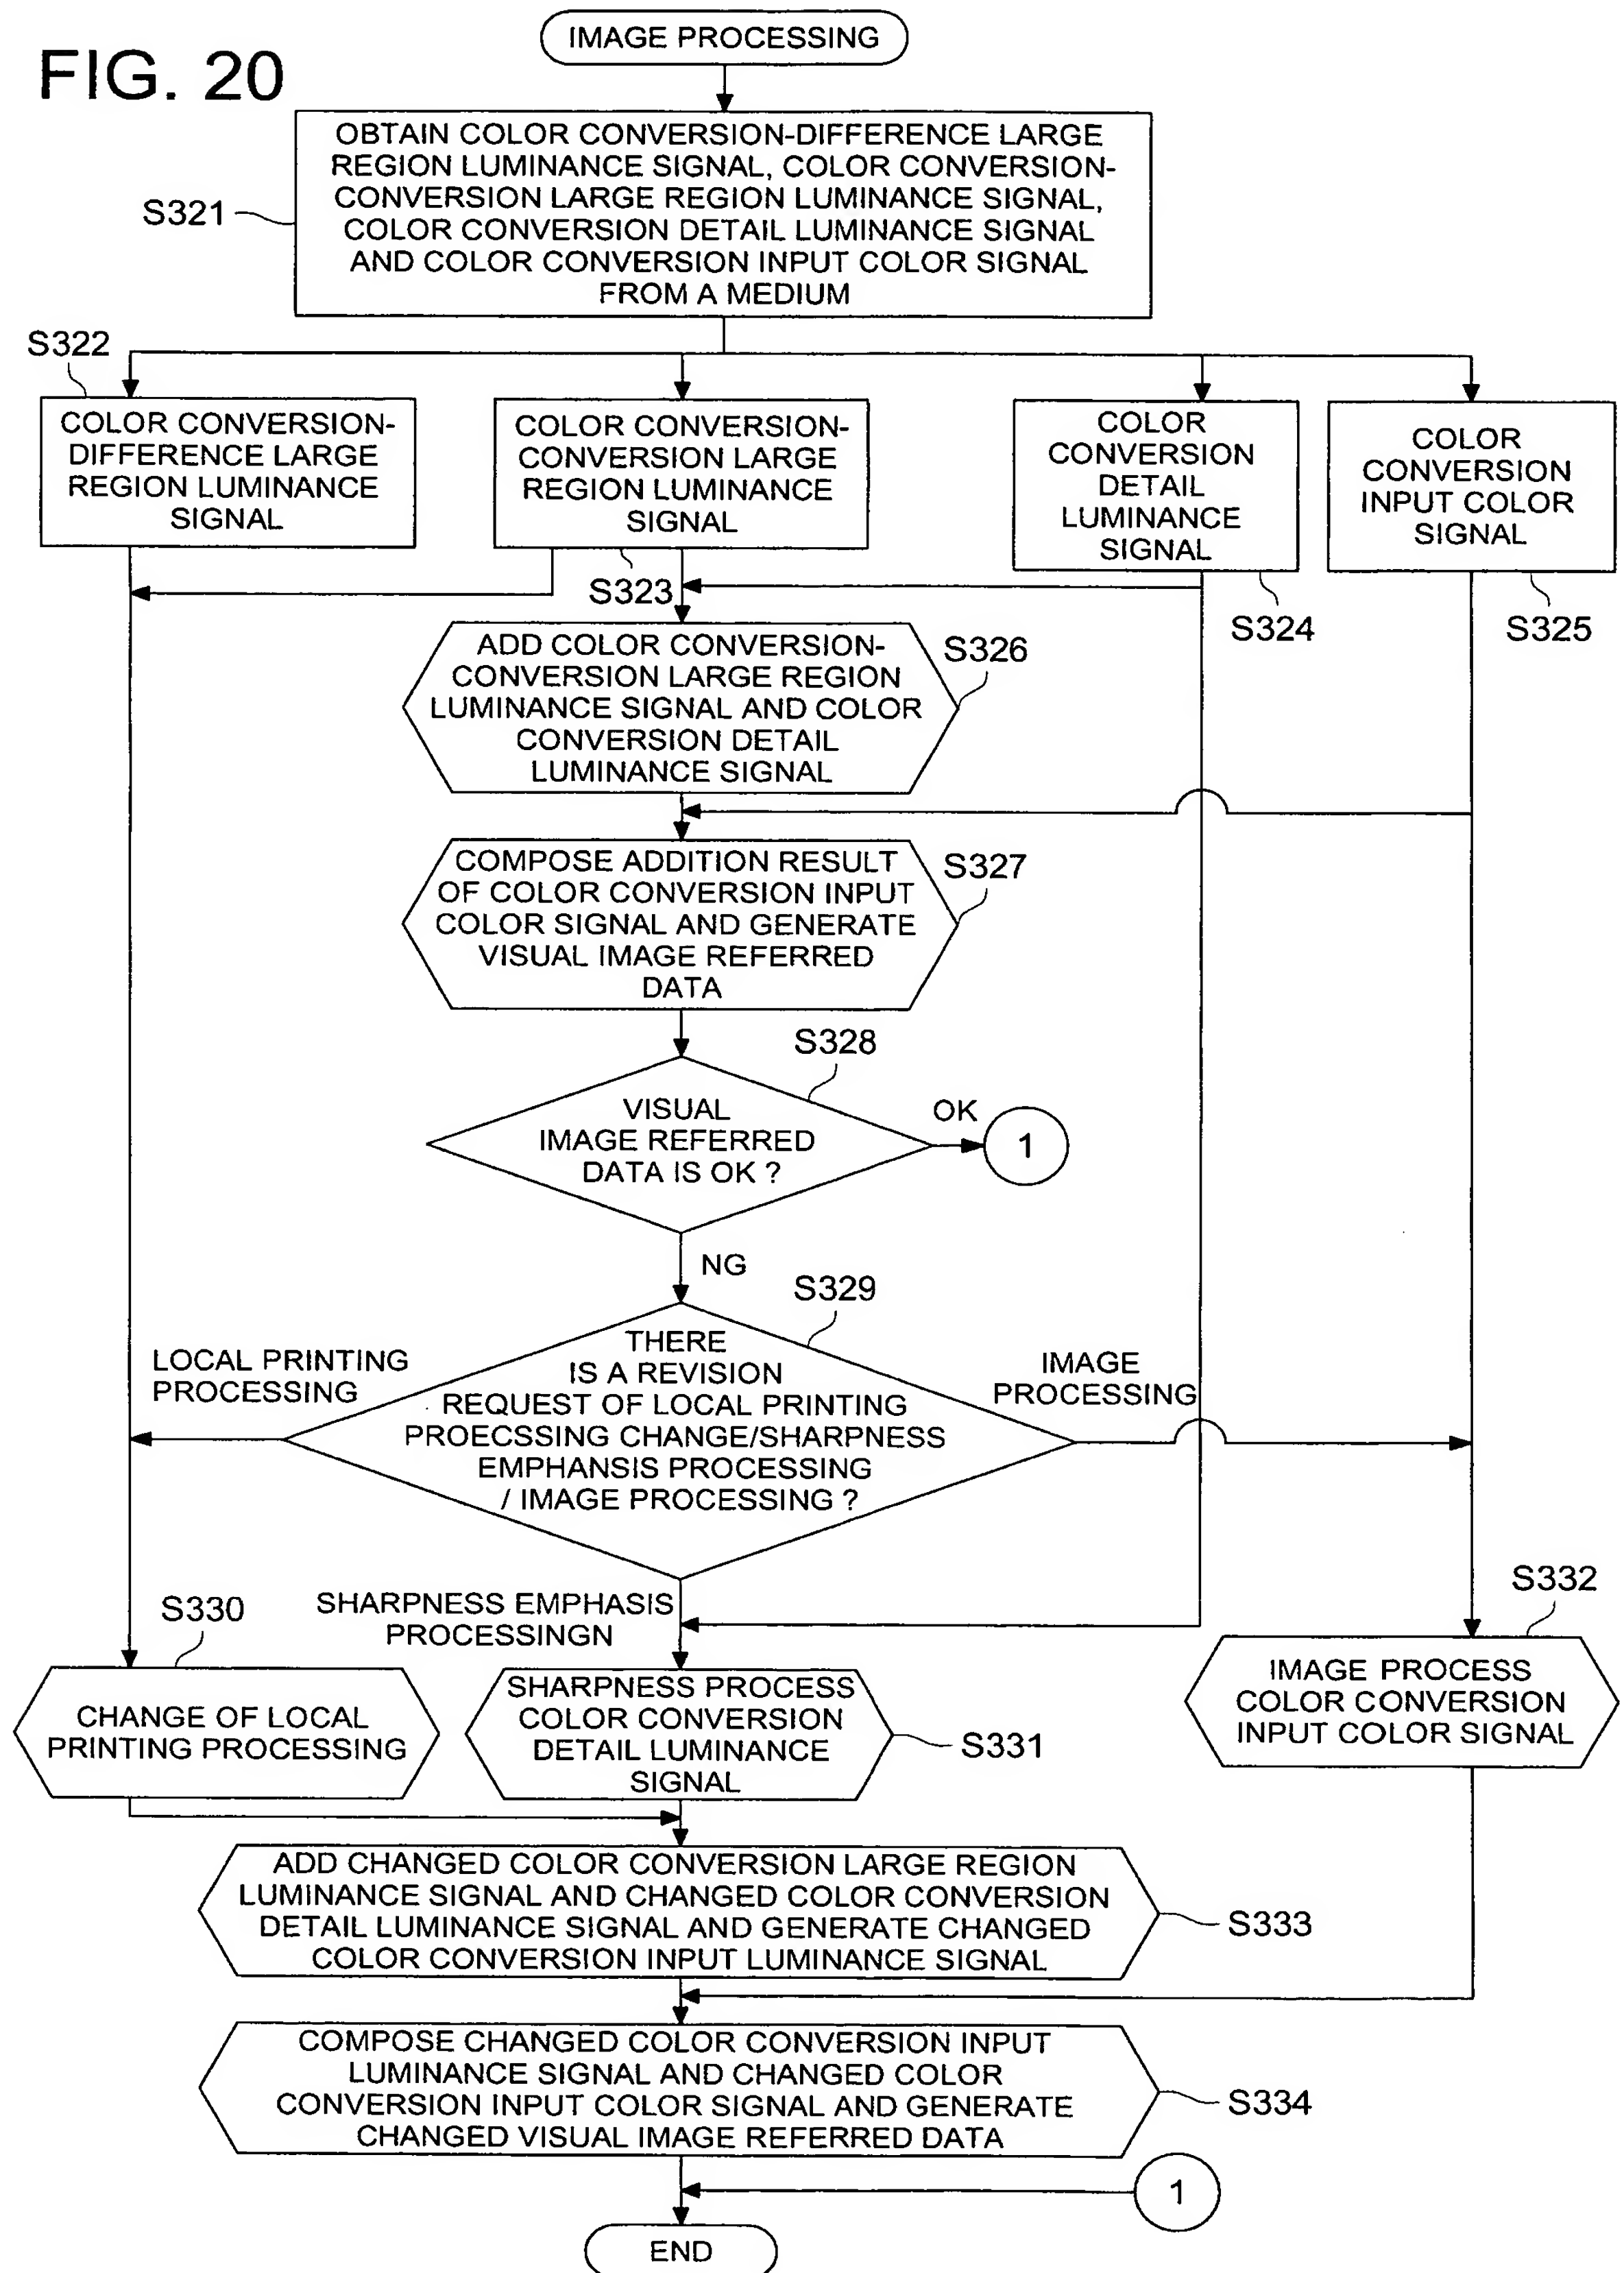 FIG. 20
IMAGE PROCESSING
OBTAIN COLOR CONVERSION-DIFFERENCE LARGE
REGION LUMINANCE SIGNAL, COLOR CONVERSION-
CONVERSION LARGE REGION LUMINANCE SIGNAL,
COLOR CONVERSION DETAIL LUMINANCE SIGNAL
AND COLOR CONVERSION INPUT COLOR SIGNAL
FROM A MEDIUM
S321
S322
COLOR CONVERSION-
DIFFERENCE LARGE
REGION LUMINANCE
SIGNAL
COLOR CONVERSION-
CONVERSION LARGE
REGION LUMINANCE
SIGNAL
S323
COLOR
CONVERSION
DETAIL
LUMINANCE
SIGNAL
S324
COLOR
CONVERSION
INPUT COLOR
SIGNAL
S325
ADD COLOR CONVERSION-
CONVERSION LARGE REGION
LUMINANCE SIGNAL AND COLOR
CONVERSION DETAIL
LUMINANCE SIGNAL
S326
COMPOSE ADDITION RESULT
OF COLOR CONVERSION INPUT
COLOR SIGNAL AND GENERATE
VISUAL IMAGE REFERRED
DATA
S327
S328
VISUAL
IMAGE REFERRED
DATA IS OK ?
OK
1
NG
S329
THERE
IS A REVISION
REQUEST OF LOCAL PRINTING
PROECSSING CHANGE/SHARPNESS
EMPHANSIS PROCESSING
/ IMAGE PROCESSING ?
LOCAL PRINTING
PROCESSING
IMAGE
PROCESSING
SHARPNESS EMPHASIS
PROCESSINGN
S330
CHANGE OF LOCAL
PRINTING PROCESSING
SHARPNESS PROCESS
COLOR CONVERSION
DETAIL LUMINANCE
SIGNAL
S331
S332
IMAGE PROCESS
COLOR CONVERSION
INPUT COLOR SIGNAL
ADD CHANGED COLOR CONVERSION LARGE REGION
LUMINANCE SIGNAL AND CHANGED COLOR CONVERSION
DETAIL LUMINANCE SIGNAL AND GENERATE CHANGED
COLOR CONVERSION INPUT LUMINANCE SIGNAL
S333
COMPOSE CHANGED COLOR CONVERSION INPUT
LUMINANCE SIGNAL AND CHANGED COLOR
CONVERSION INPUT COLOR SIGNAL AND GENERATE
CHANGED VISUAL IMAGE REFERRED DATA
S334
1
END